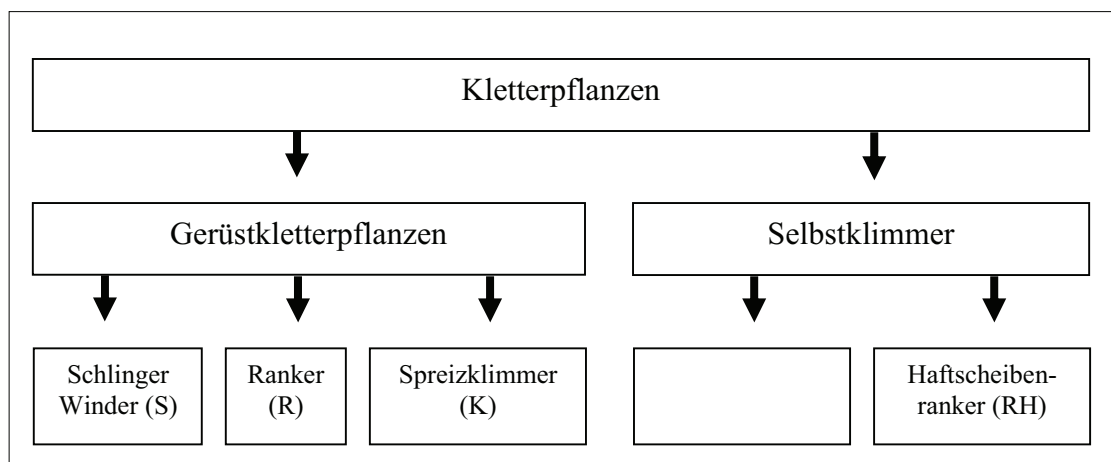 Kletterpflanzen
Gerüstkletterpflanzen
Selbstklimmer
Schlinger
Winder (S)
Ranker
(R)
Spreizklimmer
(K)
Haftscheiben-
ranker (RH)